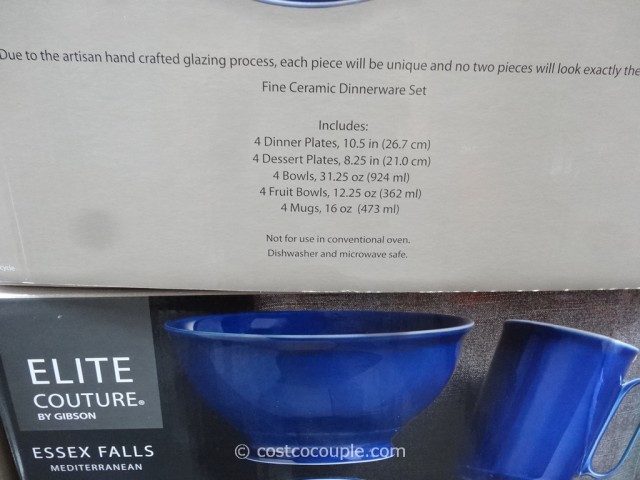 Due to the artisan hand crafted glazing process, each piece will be unique and no two pieces will look exactly the
Fine Ceramic Dinnerware Set
Includes:
4 Dinner Plates, 10.5 in (26.7 cm)
4 Dessert Plates, 8.25 in (21.0 cm)
4 Bowls, 31.25 oz (924 ml)
4 Fruit Bowls, 12.25 oz (362 ml)
4 Mugs, 16 oz (473 ml)
Not for use in conventional oven.
Dishwasher and microwave safe.
ELITE
COUTURE®
BY GIBSON
ESSEX FALLS
MEDITERRANEAN
© costcocouple.com